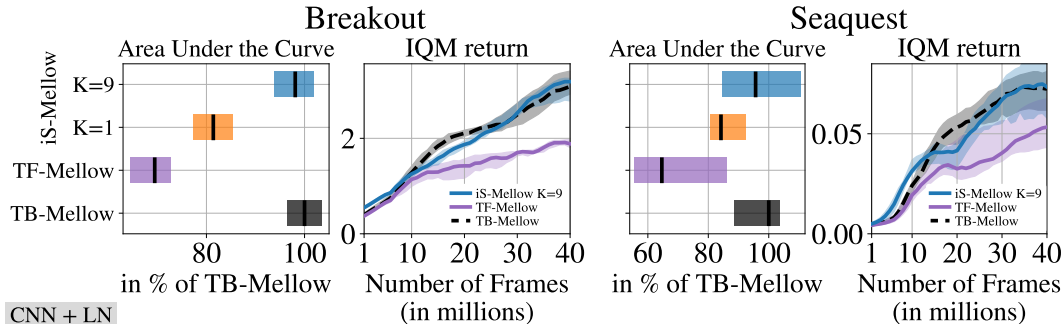 Breakout
Seaquest
Area Under the Curve
IQM return
Area Under the Curve
IQM return
iS-Mellow
K=9
K=1
TF-Mellow
TB-Mellow
80
100
in % of TB-Mellow
2
0
iS-Mellow K=9
TF-Mellow
TB-Mellow
1
10
20
30
40
Number of Frames
(in millions)
60
80
100
in % of TB-Mellow
0.05
0.00
iS-Mellow K=9
TF-Mellow
TB-Mellow
1
10
20
30
40
Number of Frames
(in millions)
CNN + LN